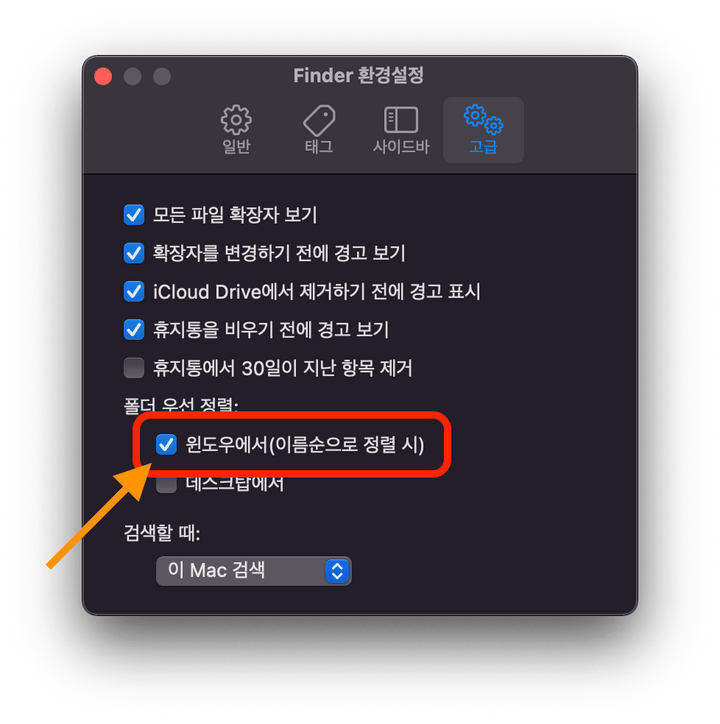 Finder 환경설정
일반 태그 사이드바 고급
모든 파일 확장자 보기
확장자를 변경하기 전에 경고 보기
iCloud Drive에서 제거하기 전에 경고 표시
휴지통을 비우기 전에 경고 보기
휴지통에서 30일이 지난 항목 제거
폴더 우선 정렬:
윈도우에서(이름순으로 정렬 시)
데스크탑에서
검색할 때:
이 Mac 검색